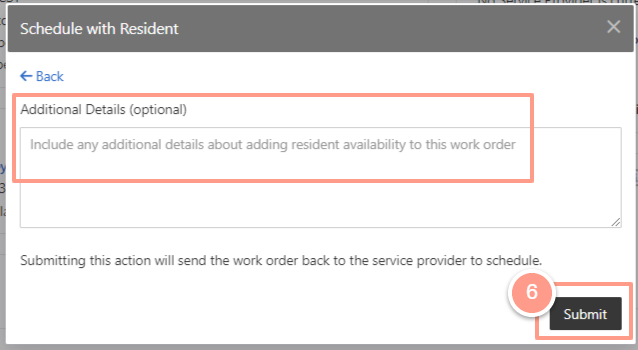 Schedule with Resident
← Back
Additional Details (optional)
Include any additional details about adding resident availability to this work order
Submitting this action will send the work order back to the service provider to schedule.
6
Submit